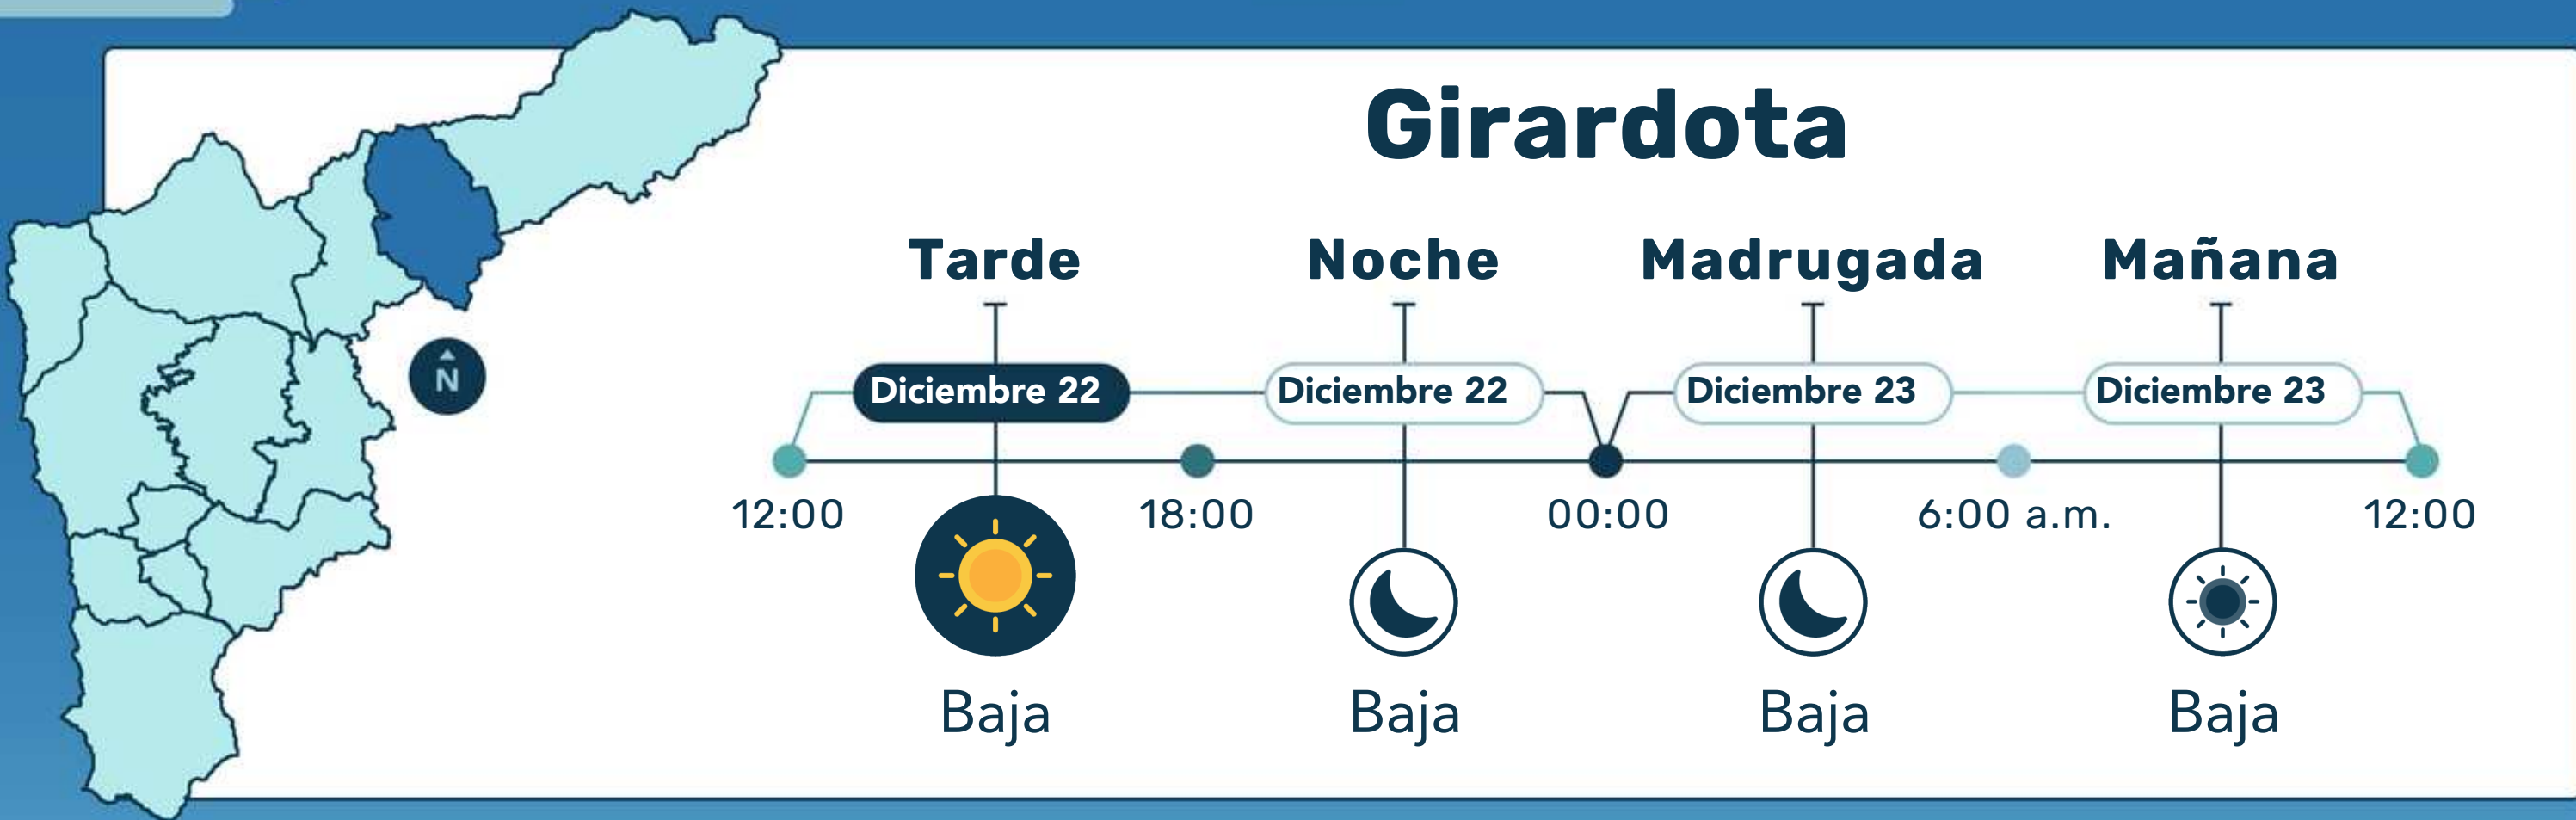 Girardota
Tarde Noche Madrugada Mañana
N
Diciembre 22 Diciembre 22 Diciembre 23 Diciembre 23
12:00 18:00 00:00 6:00 a.m. 12:00
Baja Baja Baja Baja